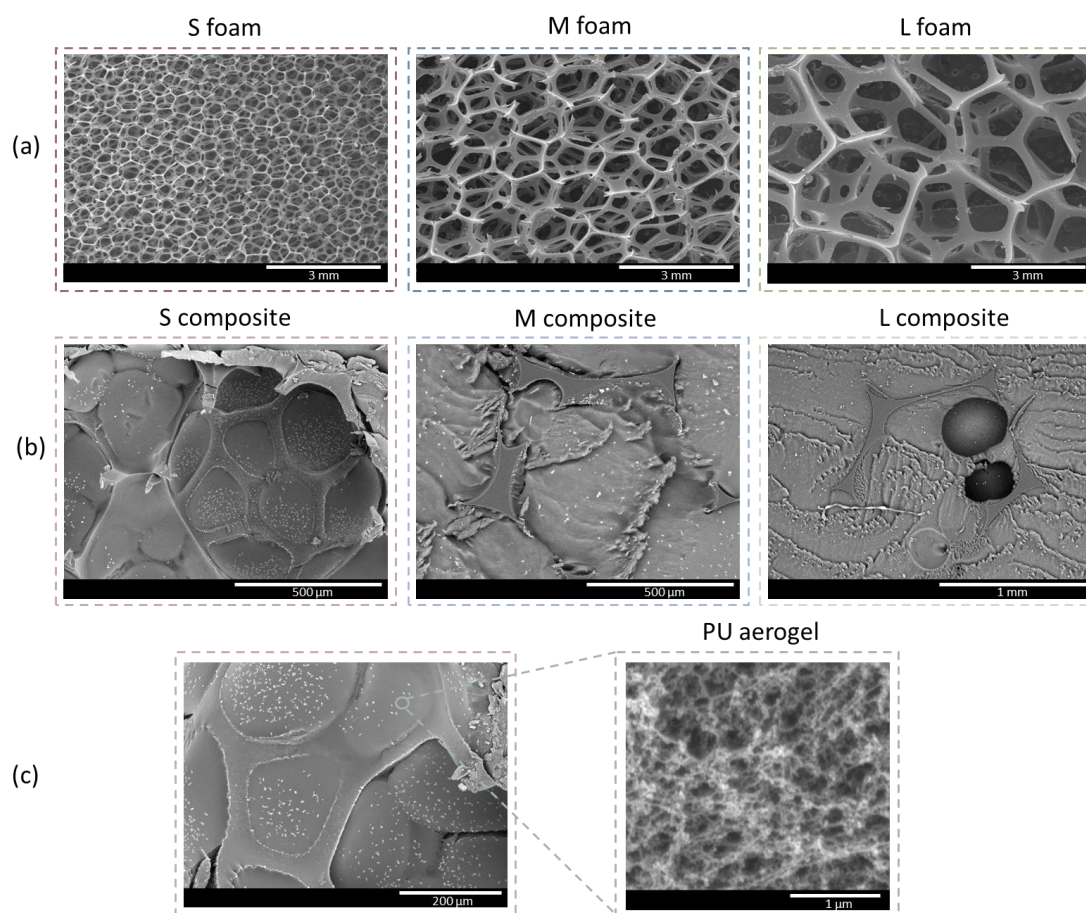 S foam
M foam
L foam
(a)
3 mm
3 mm
3 mm
S composite
M composite
L composite
(b)
500 µm
500 µm
1 mm
PU aerogel
(c)
200 µm
1 µm